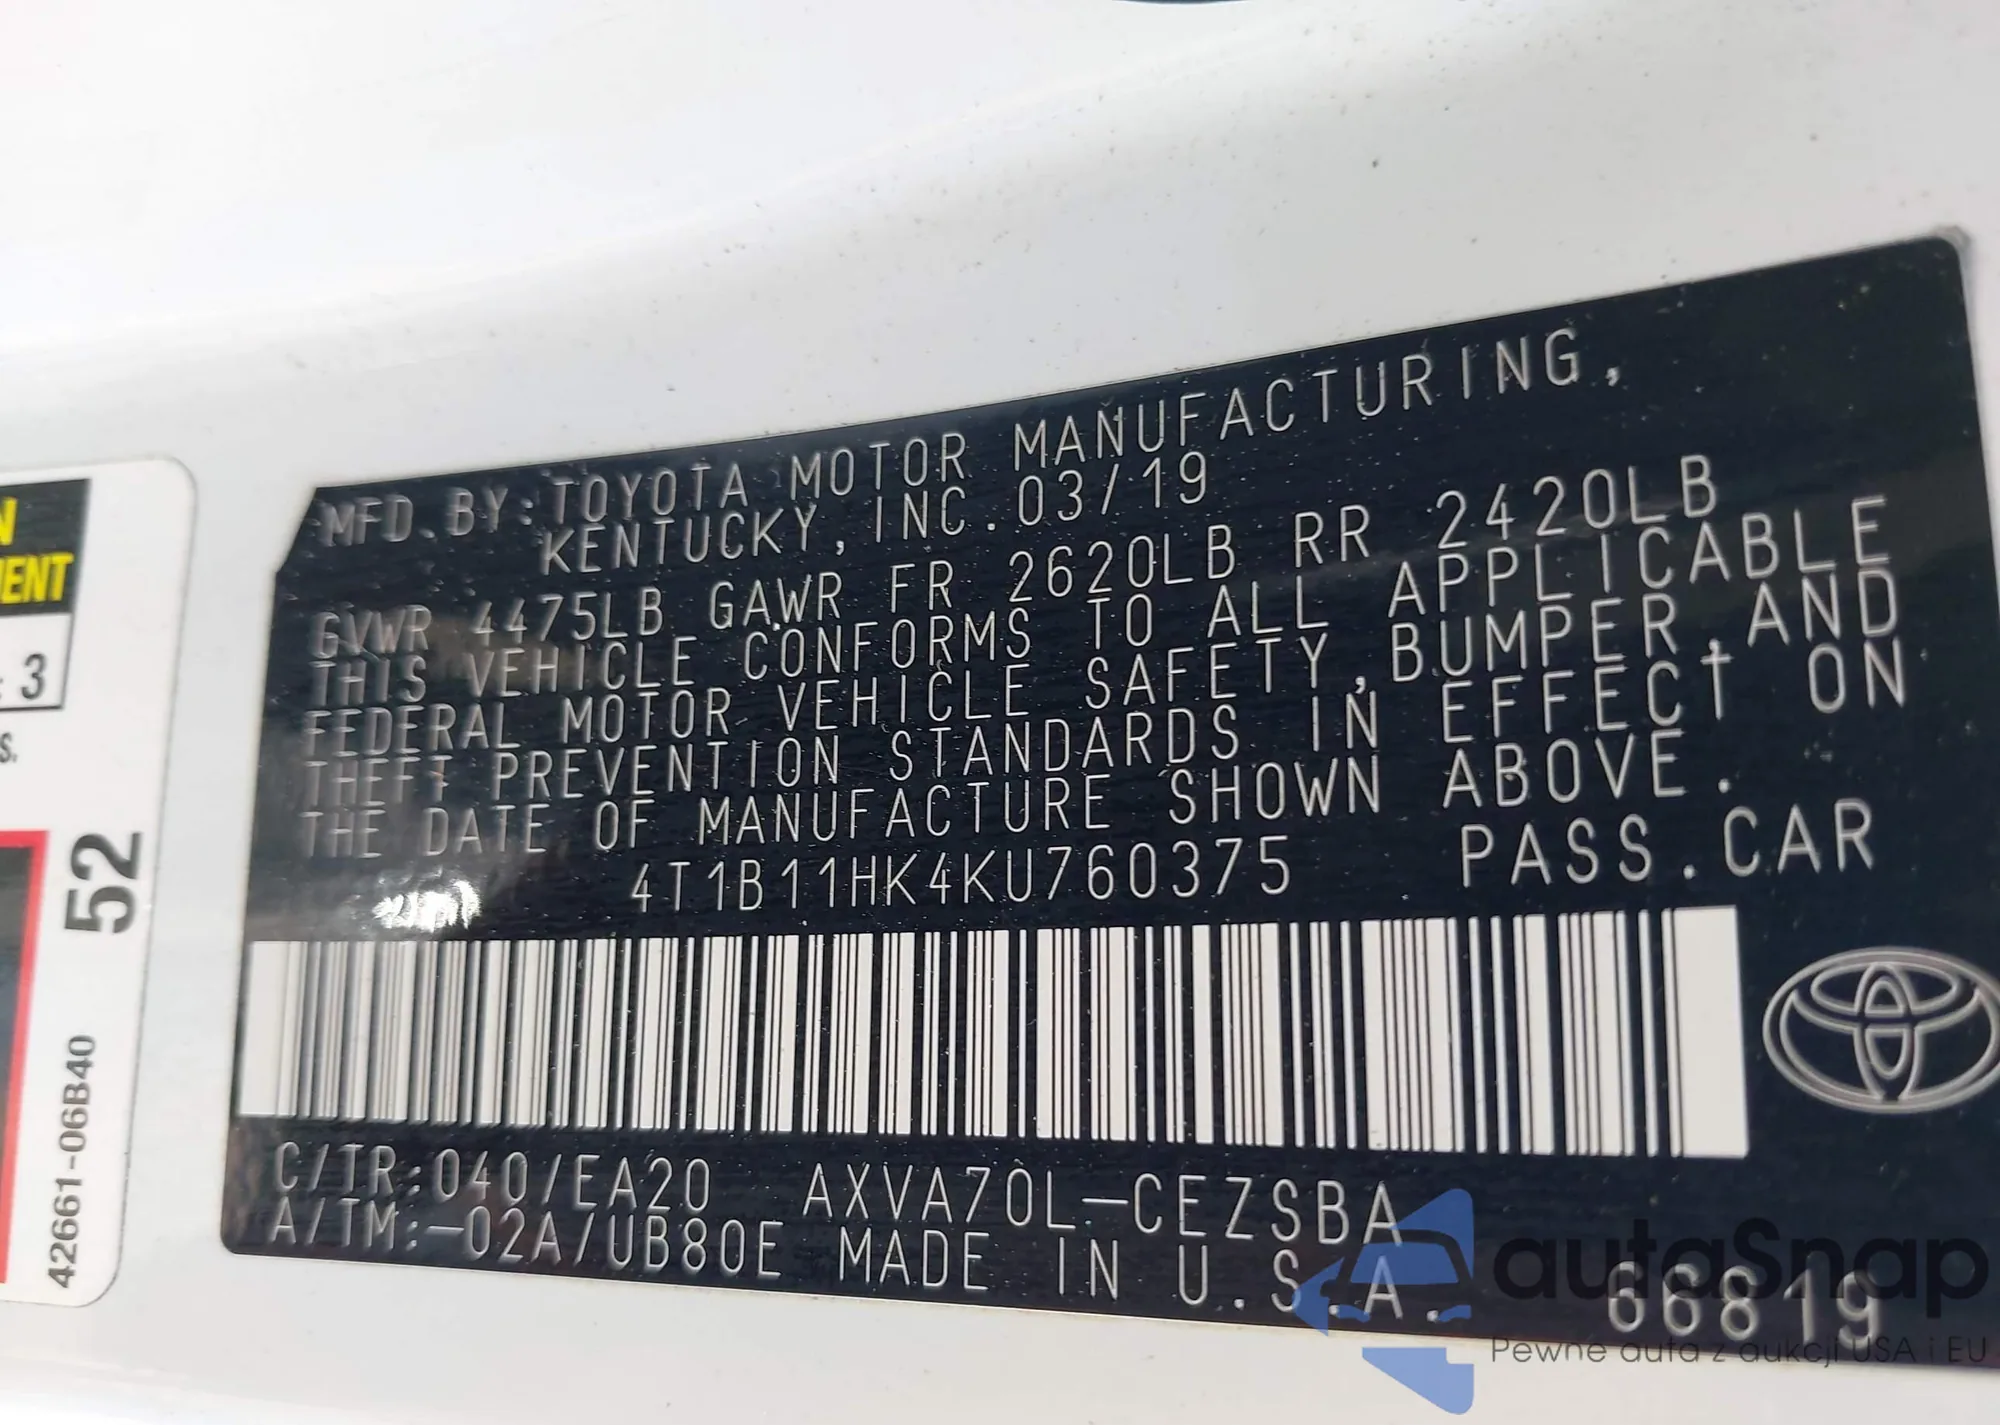 N
MENT
: 3
s.
52
42661-06B40
MFD.BY:TOYOTA MOTOR MANUFACTURING,
KENTUCKY, INC. 03/19
GVWR 4475LB GAWR FR 2620LB RR 2420LB
THIS VEHICLE CONFORMS TO ALL APPLICABLE
FEDERAL MOTOR VEHICLE SAFETY,BUMPER,AND
THEFT PREVENTION STANDARDS IN EFFECT ON
THE DATE OF MANUFACTURE SHOWN ABOVE.
4T1B11HK4KU760375 PASS.CAR
C/TR:040/EA20 AXVA70L-CEZSBA
A/TM:-02A/UB80E MADE IN U.S.A. 66819
autoSnap
Pewne auta z aukcji USA i EU